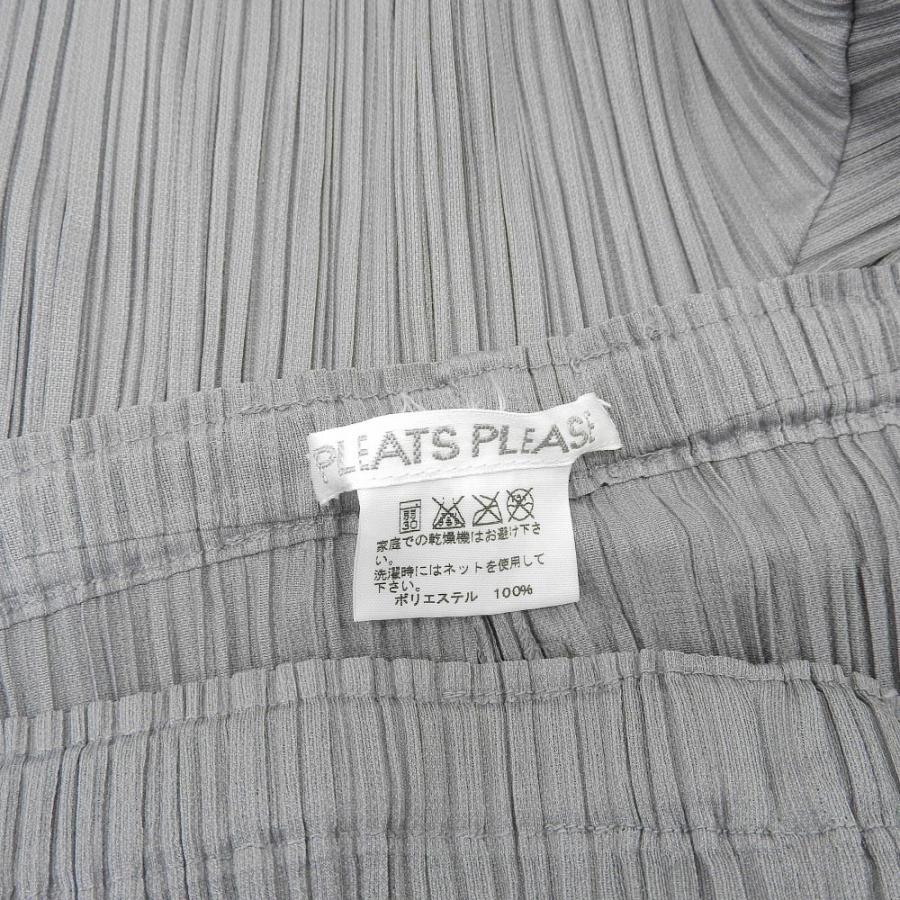 PLEATS PLEASE
家庭での乾燥機はお避け下さ
い。
洗濯時にはネットを使用して
下さい。
ポリエステル 100%